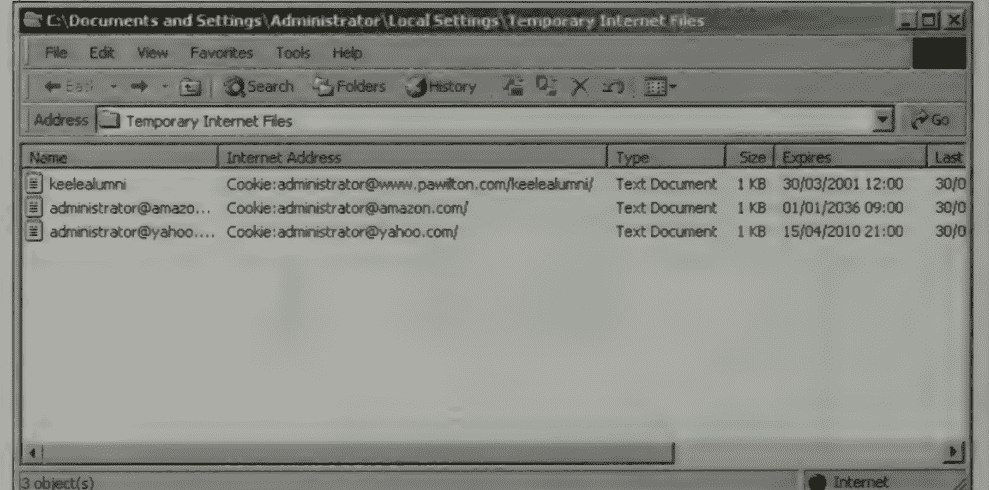 C:\Documents and Settings\Administrator\Local Settings\Temporary Internet Files
File Edit View Favorites Tools Help
Back Search Folders History
Address Temporary Internet Files Go
Name Internet Address Type Size Expires Last
keelealumni Cookie:administrator@www.pawilton.com/keelealumni/ Text Document 1 KB 30/03/2001 12:00 30/0
administrator@amazo... Cookie:administrator@amazon.com/ Text Document 1 KB 01/01/2036 09:00 30/0
administrator@yahoo.... Cookie:administrator@yahoo.com/ Text Document 1 KB 15/04/2010 21:00 30/0
3 object(s) Internet